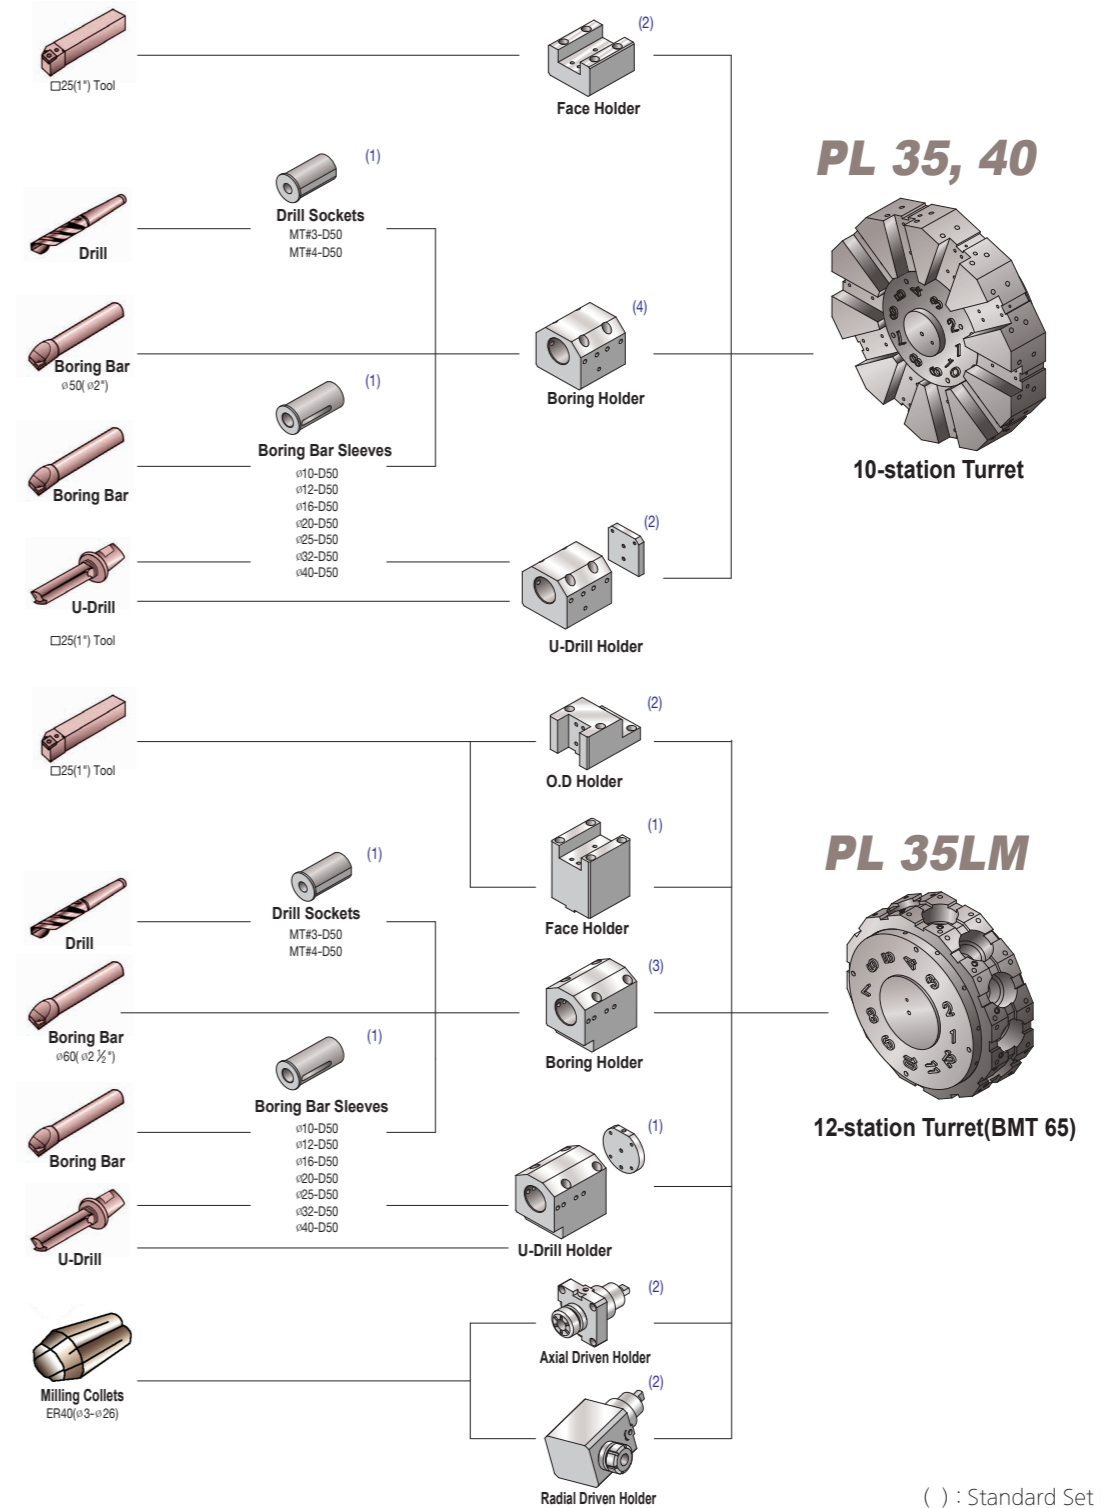 (2)
□25(1") Tool
Face Holder
PL 35, 40
(1)
Drill Sockets
MT#3-D50
MT#4-D50
Drill
(4)
Boring Bar
ø50(ø2")
Boring Holder
(1)
Boring Bar Sleeves
ø10-D50
ø12-D50
ø16-D50
ø20-D50
ø25-D50
ø32-D50
ø40-D50
Boring Bar
10-station Turret
(2)
U-Drill
□25(1") Tool
U-Drill Holder
(2)
□25(1") Tool
O.D Holder
(1)
Face Holder
PL 35LM
(1)
Drill Sockets
MT#3-D50
MT#4-D50
Drill
(3)
Boring Bar
ø60(ø2 ½")
Boring Holder
(1)
Boring Bar Sleeves
ø10-D50
ø12-D50
ø16-D50
ø20-D50
ø25-D50
ø32-D50
ø40-D50
12-station Turret(BMT 65)
Boring Bar
(1)
U-Drill
U-Drill Holder
(2)
Axial Driven Holder
Milling Collets
ER40(ø3-ø26)
(2)
Radial Driven Holder
( ) : Standard Set